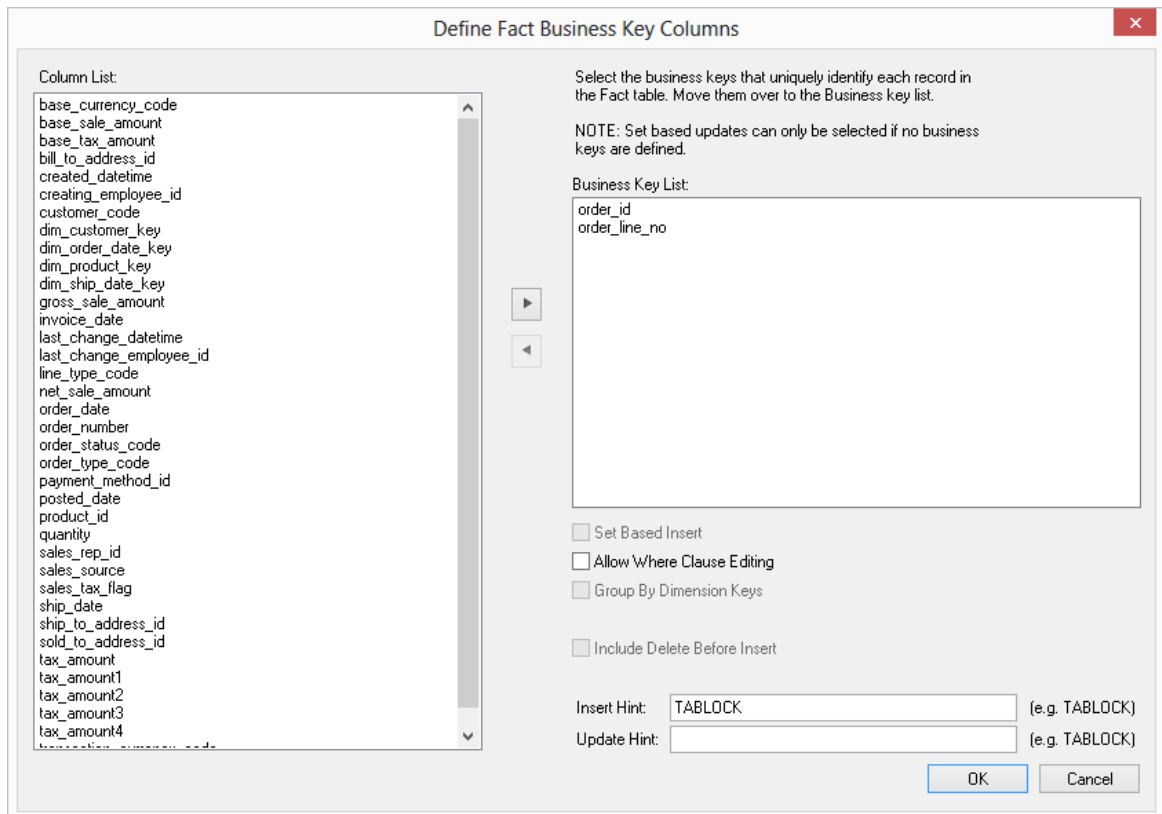 Define Fact Business Key Columns
Column List:
base_currency_code
base_sale_amount
base_tax_amount
bill_to_address_id
created_datetime
creating_employee_id
customer_code
dim_customer_key
dim_order_date_key
dim_product_key
dim_ship_date_key
gross_sale_amount
invoice_date
last_change_datetime
last_change_employee_id
line_type_code
net_sale_amount
order_date
order_number
order_status_code
order_type_code
payment_method_id
posted_date
product_id
quantity
sales_rep_id
sales_source
sales_tax_flag
ship_date
ship_to_address_id
sold_to_address_id
tax_amount
tax_amount1
tax_amount2
tax_amount3
tax_amount4
Select the business keys that uniquely identify each record in
the Fact table. Move them over to the Business key list.
NOTE: Set based updates can only be selected if no business
keys are defined.
Business Key List:
order_id
order_line_no
Set Based Insert
Allow Where Clause Editing
Group By Dimension Keys
Include Delete Before Insert
Insert Hint: TABLOCK (e.g. TABLOCK)
Update Hint: (e.g. TABLOCK)
OK Cancel